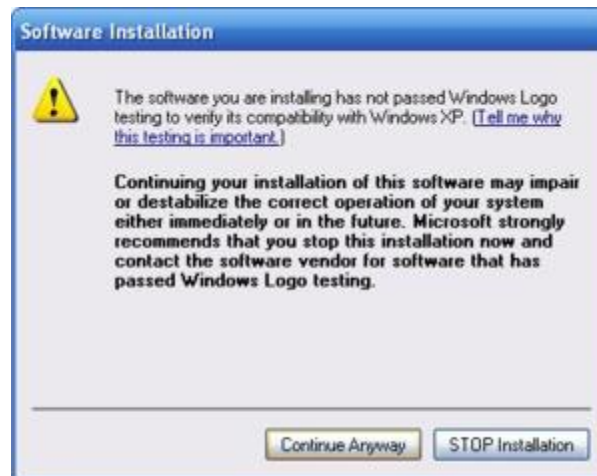 Software Installation
The software you are installing has not passed Windows Logo
testing to verify its compatibility with Windows XP. (Tell me why
this testing is important.)
Continuing your installation of this software may impair
or destabilize the correct operation of your system
either immediately or in the future. Microsoft strongly
recommends that you stop this installation now and
contact the software vendor for software that has
passed Windows Logo testing.
Continue Anyway
STOP Installation